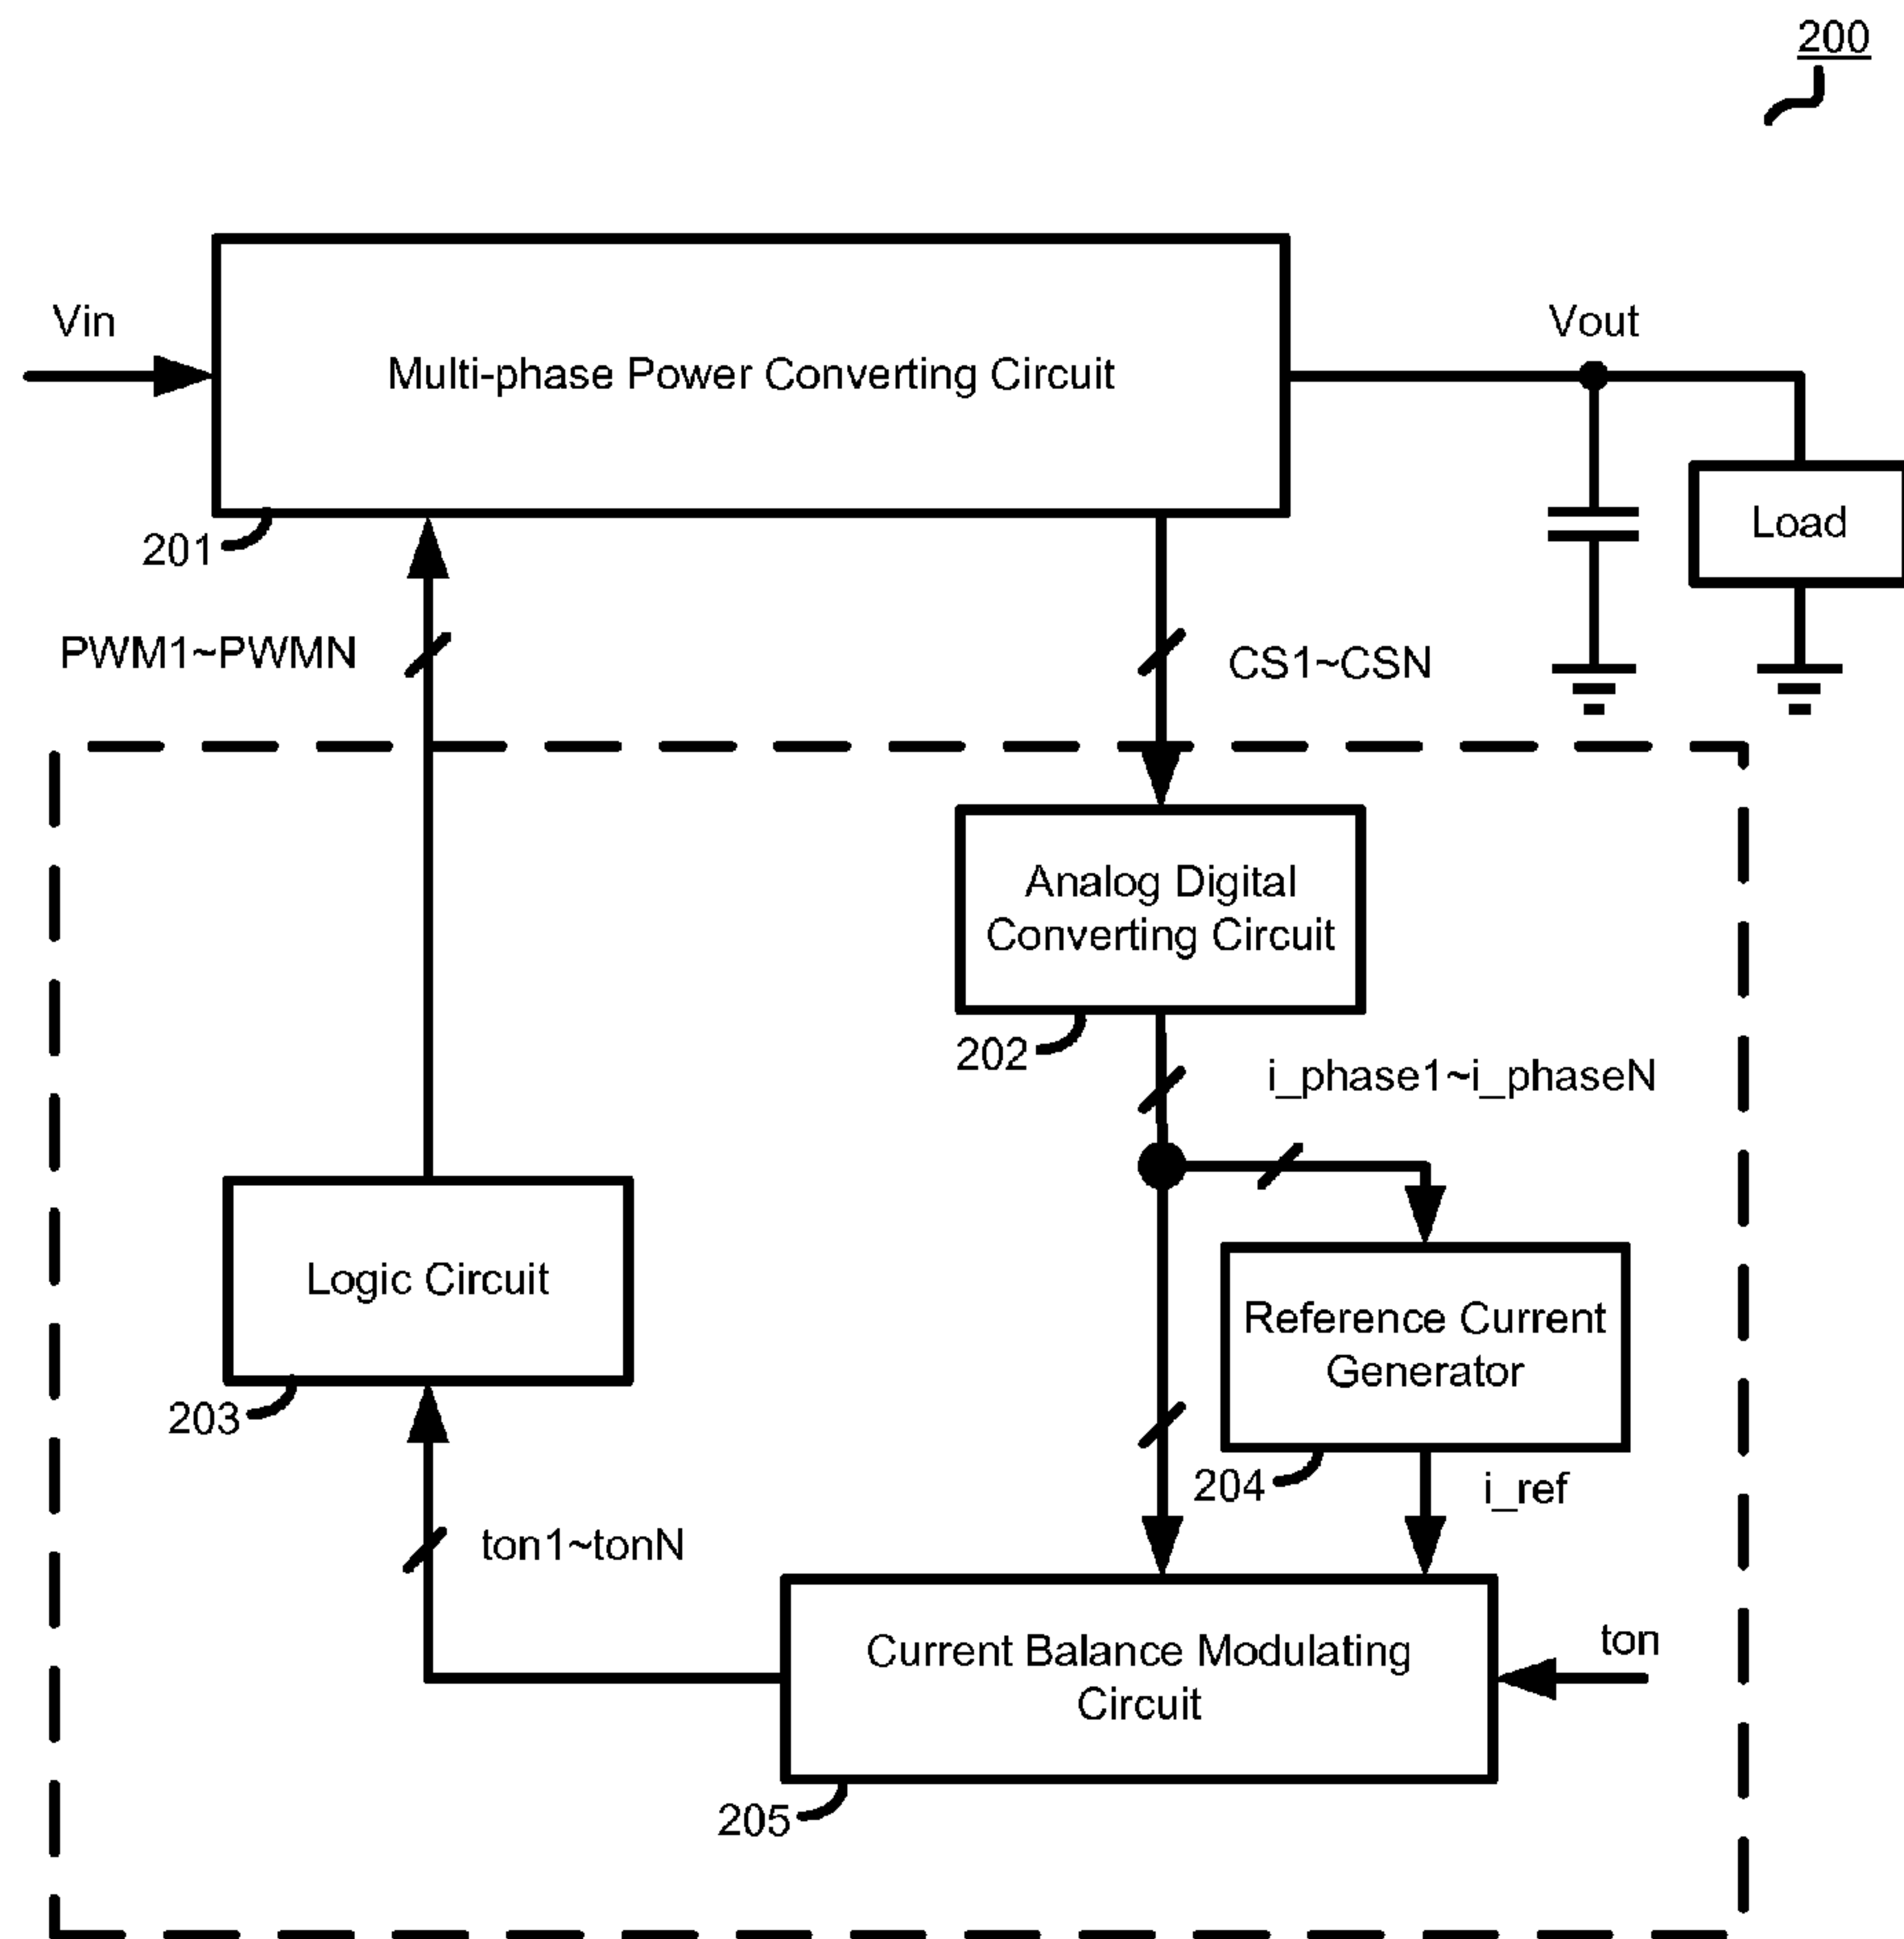 200
Vin
Multi-phase Power Converting Circuit
Vout
Load
201
PWM1~PWMN
CS1~CSN
Analog Digital
Converting Circuit
202
i_phase1~i_phaseN
Logic Circuit
Reference Current
Generator
203
204
i_ref
ton1~tonN
Current Balance Modulating
Circuit
ton
205